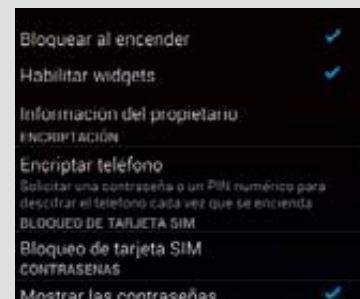 Bloquear al encender
Habilitar widgets
Información del propietario
ENCRIPTACIÓN
Encriptar teléfono
Solicitar una contraseña o un PIN numérico para
descifrar el teléfono cada vez que se encienda
BLOQUEO DE TARJETA SIM
Bloqueo de tarjeta SIM
CONTRASEÑAS
Mostrar las contraseñas